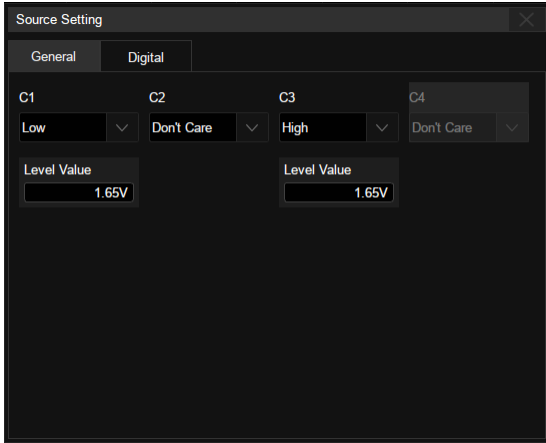 Source Setting
General Digital
C1 C2 C3 C4
Low Don't Care High Don't Care
Level Value Level Value
1.65V 1.65V